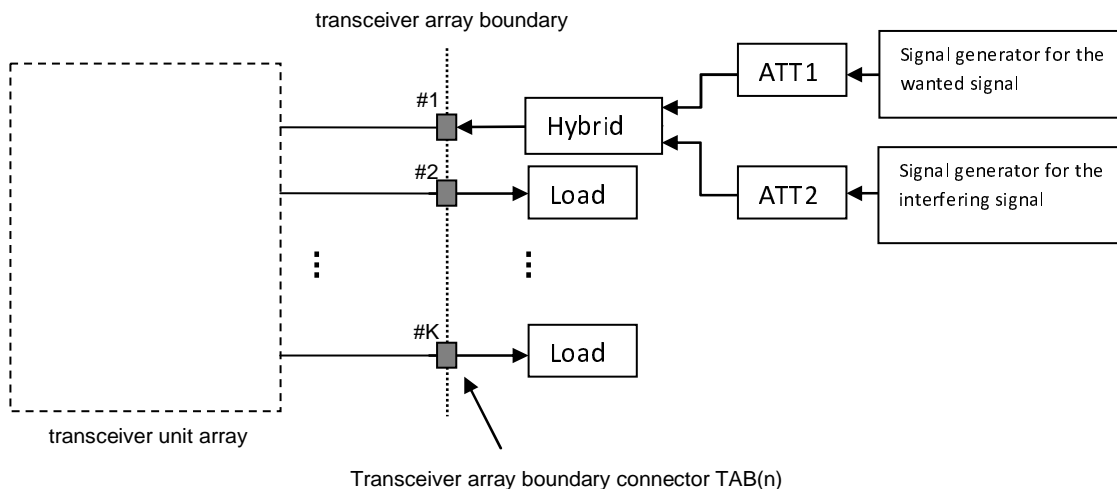 transceiver array boundary
Signal generator for the
wanted signal
ATT1
#1
Hybrid
#2
Load
ATT2
Signal generator for the
interfering signal
#K
Load
transceiver unit array
Transceiver array boundary connector TAB(n)